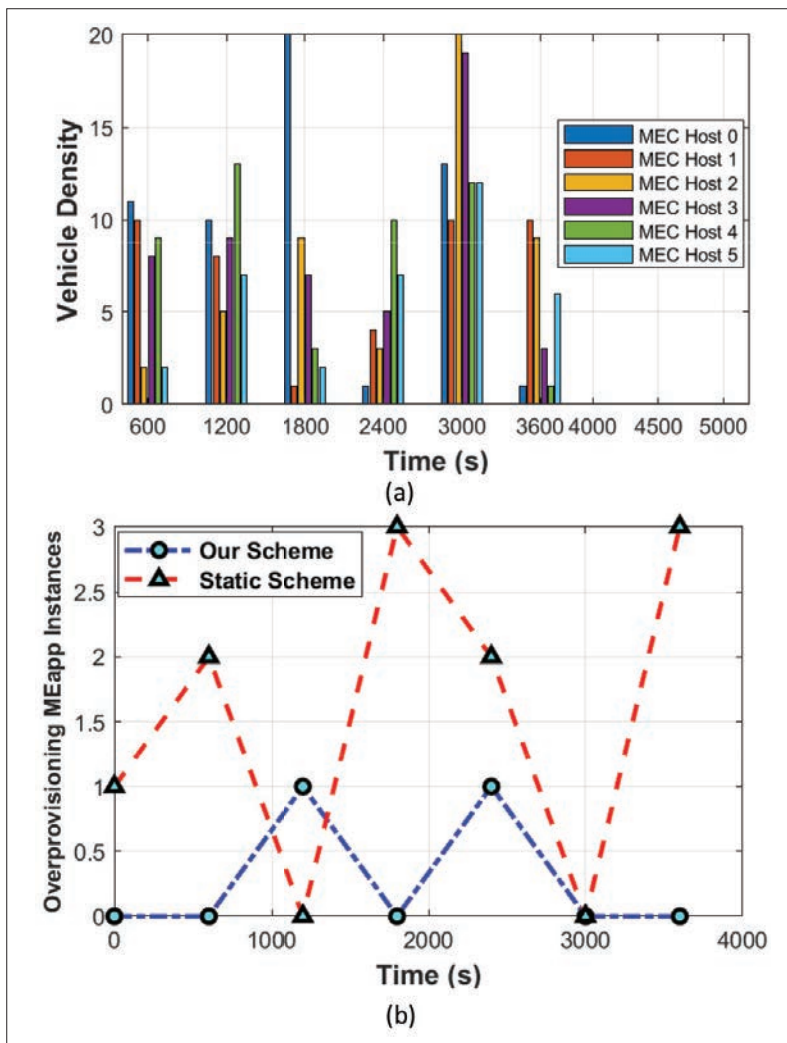 20
15
10
5
0
Vehicle Density
MEC Host 0
MEC Host 1
MEC Host 2
MEC Host 3
MEC Host 4
MEC Host 5
600 1200 1800 2400 3000 3600 4000 4500 5000
Time (s)
(a)
3
2.5
2
1.5
1
0.5
0
Overprovisioning MEapp Instances
Our Scheme
Static Scheme
0 1000 2000 3000 4000
Time (s)
(b)